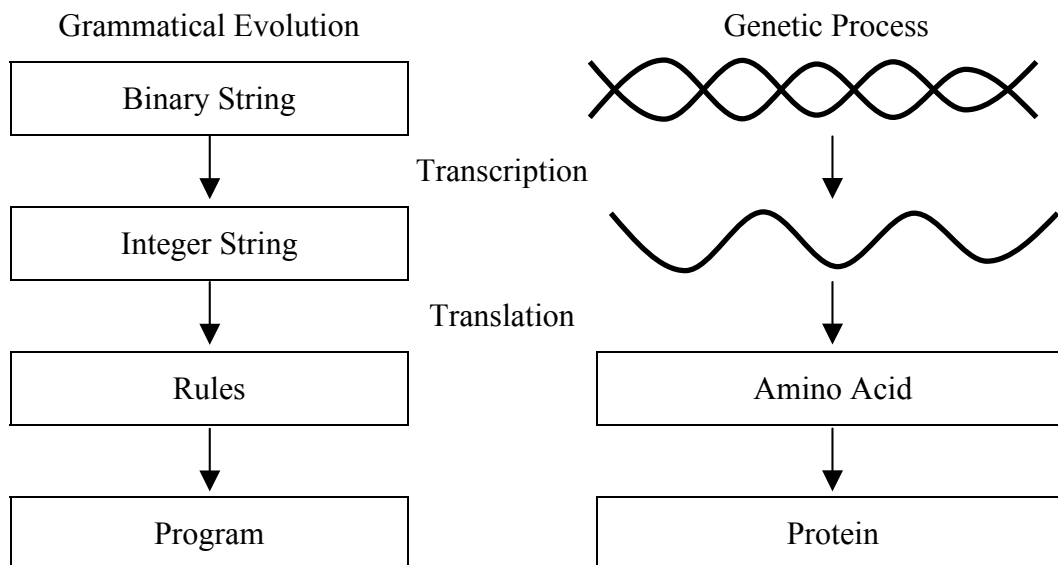 Grammatical Evolution
Genetic Process
Binary String
Transcription
Integer String
Translation
Rules
Amino Acid
Program
Protein